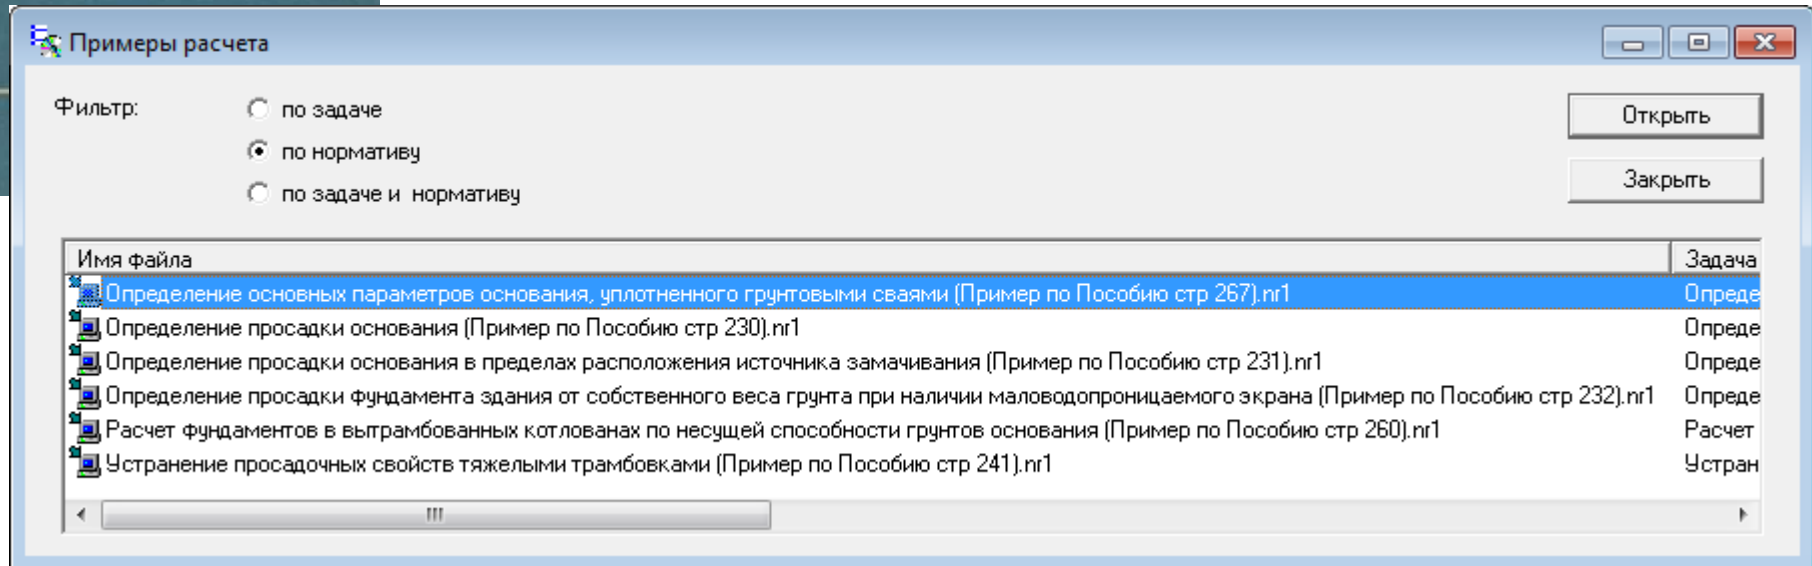 Примеры расчета
Фильтр:
по задаче
по нормативу
по задаче и нормативу
Открыть
Закрыть
Имя файла Задача
Определение основных параметров основания, уплотненного грунтовыми сваями (Пример по Пособию стр 267).nr1 Опреде
Определение просадки основания (Пример по Пособию стр 230).nr1 Опреде
Определение просадки основания в пределах расположения источника замачивания (Пример по Пособию стр 231).nr1 Опреде
Определение просадки фундамента здания от собственного веса грунта при наличии маловодопроницаемого экрана (Пример по Пособию стр 232).nr1 Опреде
Расчет фундаментов в вытрамбованных котлованах по несущей способности грунтов основания (Пример по Пособию стр 260).nr1 Расчет
Устранение просадочных свойств тяжелыми трамбовками (Пример по Пособию стр 241).nr1 Устран